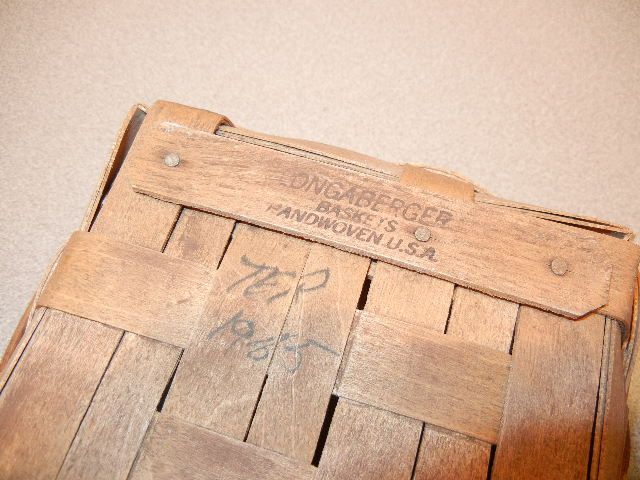 LONGABERGER
BASKETS
HANDWOVEN U.S.A.
TEP
1985